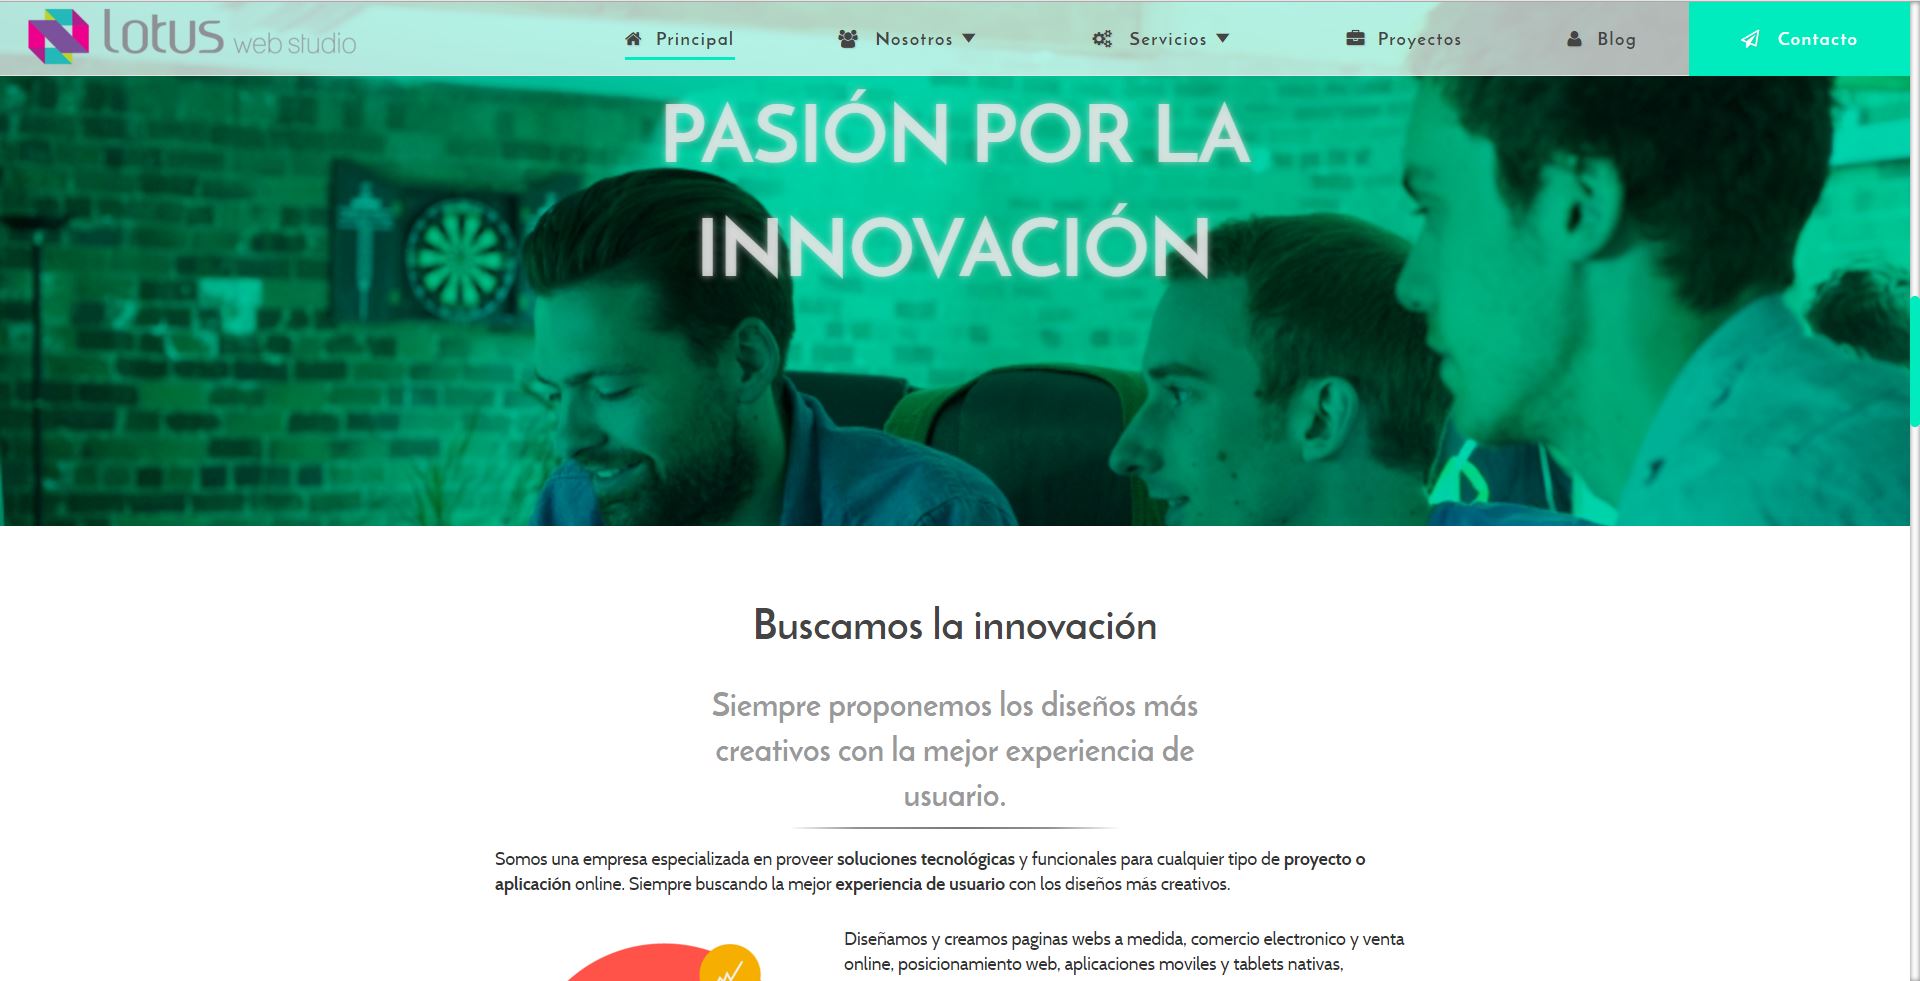 lotus web studio
Principal
Nosotros
Servicios
Proyectos
Blog
Contacto
PASIÓN POR LA
INNOVACIÓN
Buscamos la innovación
Siempre proponemos los diseños más
creativos con la mejor experiencia de
usuario.
Somos una empresa especializada en proveer soluciones tecnológicas y funcionales para cualquier tipo de proyecto o
aplicación online. Siempre buscando la mejor experiencia de usuario con los diseños más creativos.
Diseñamos y creamos paginas webs a medida, comercio electronico y venta
online, posicionamiento web, aplicaciones moviles y tablets nativas,